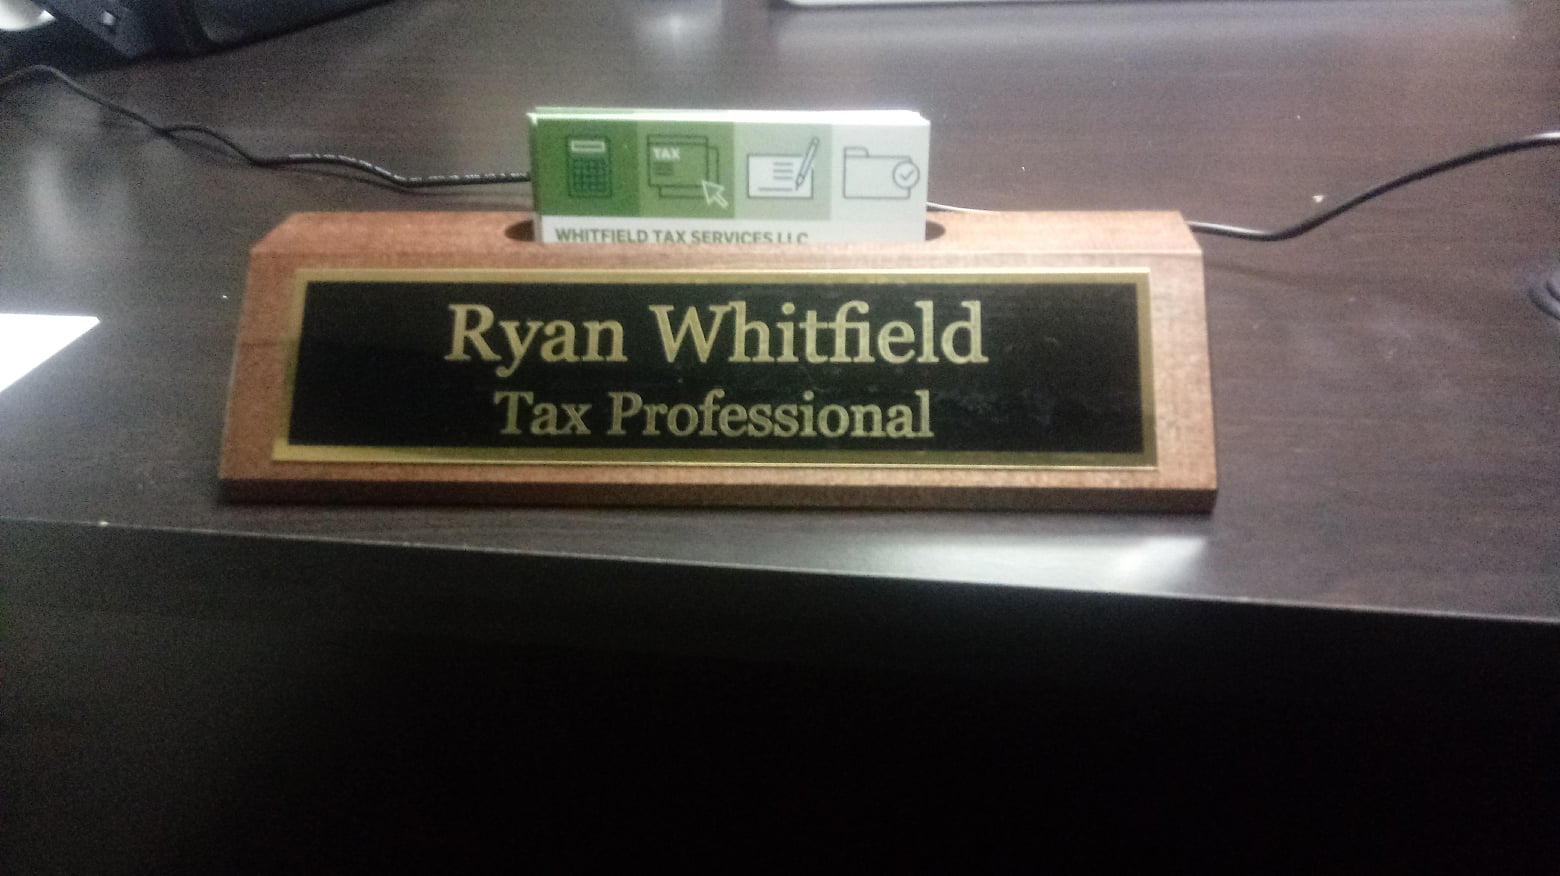 TAX
WHITFIELD TAX SERVICES LLC
Ryan Whitfield
Tax Professional